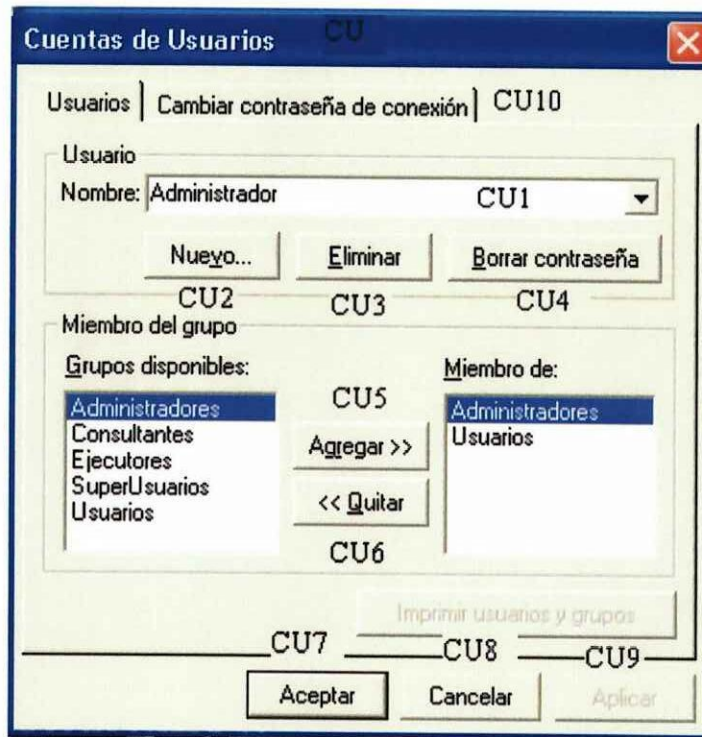 Cuentas de Usuarios CU
Usuarios Cambiar contraseña de conexión CU10
Usuario
Nombre: Administrador CU1
Nuevo... Eliminar Borrar contraseña
CU2 CU3 CU4
Miembro del grupo
Grupos disponibles: Miembro de:
CU5
Administradores Administradores
Consultantes Usuarios
Ejecutores Agregar >>
SuperUsuarios
Usuarios << Quitar
CU6
Imprimir usuarios y grupos
CU7 CU8 CU9
Aceptar Cancelar Aplicar